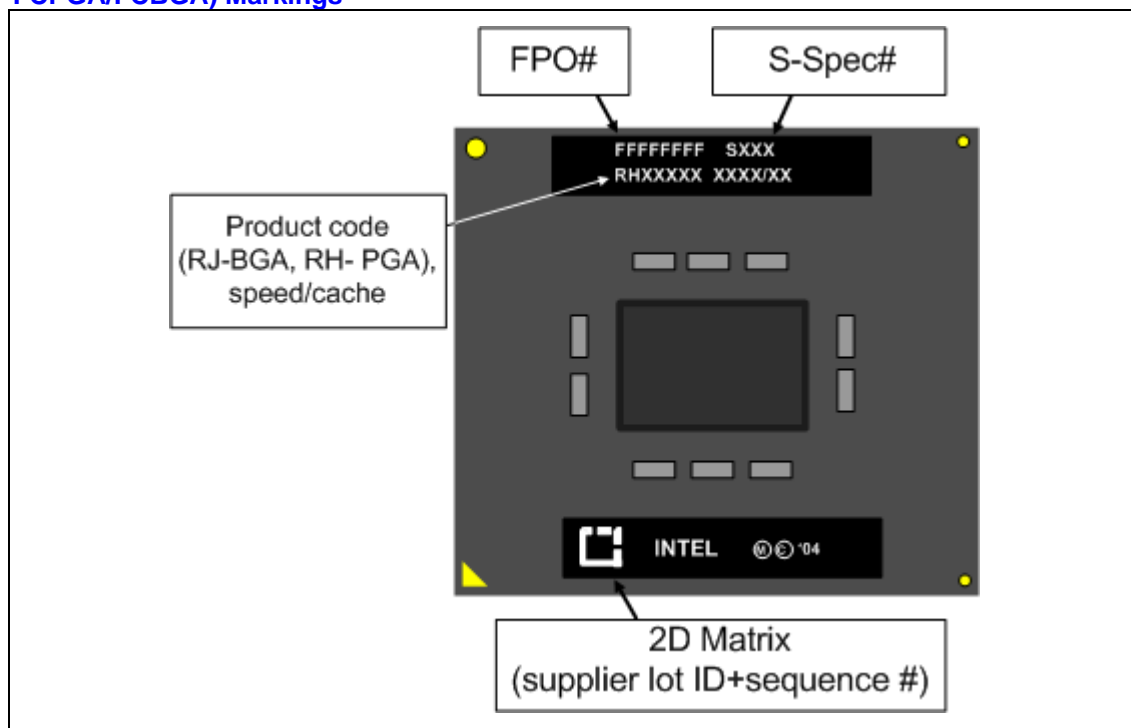 FPO#
S-Spec#
FFFFFFFF SXXX
RHXXXXX XXXX/XX
Product code
(RJ-BGA, RH- PGA),
speed/cache
INTEL Ⓜ '04
2D Matrix
(supplier lot ID+sequence #)